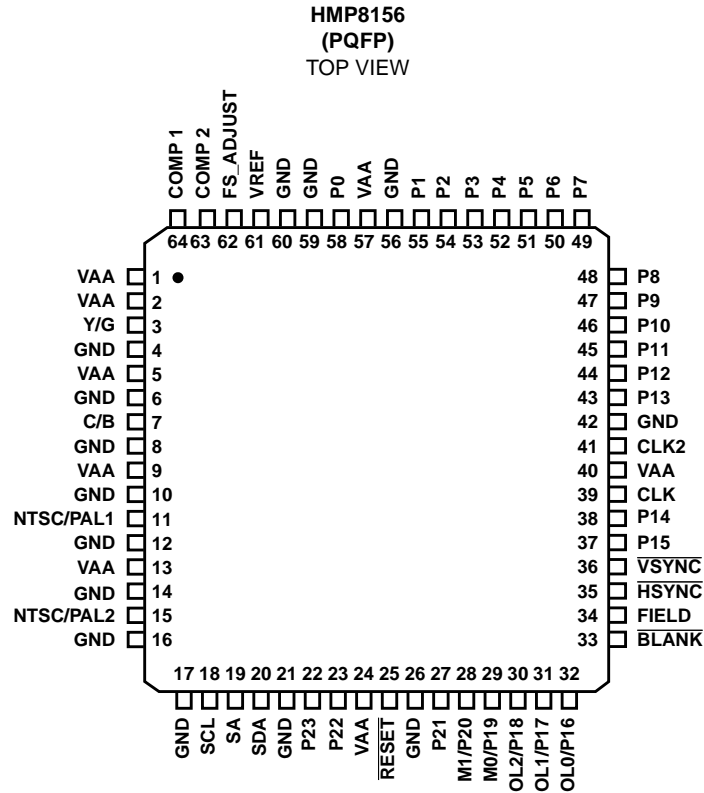 HMP8156
(PQFP)
TOP VIEW
COMP 1
COMP 2
FS_ADJUST
VREF
GND
GND
P0
VAA
GND
P1
P2
P3
P4
P5
P6
P7
64 63 62 61 60 59 58 57 56 55 54 53 52 51 50 49
VAA 1 48 P8
VAA 2 47 P9
Y/G 3 46 P10
GND 4 45 P11
VAA 5 44 P12
GND 6 43 P13
C/B 7 42 GND
GND 8 41 CLK2
VAA 9 40 VAA
GND 10 39 CLK
NTSC/PAL1 11 38 P14
GND 12 37 P15
VAA 13 36 VSYNC
GND 14 35 HSYNC
NTSC/PAL2 15 34 FIELD
GND 16 33 BLANK
17 18 19 20 21 22 23 24 25 26 27 28 29 30 31 32
GND
SCL
SA
SDA
GND
P23
P22
VAA
RESET
GND
P21
M1/P20
M0/P19
OL2/P18
OL1/P17
OL0/P16